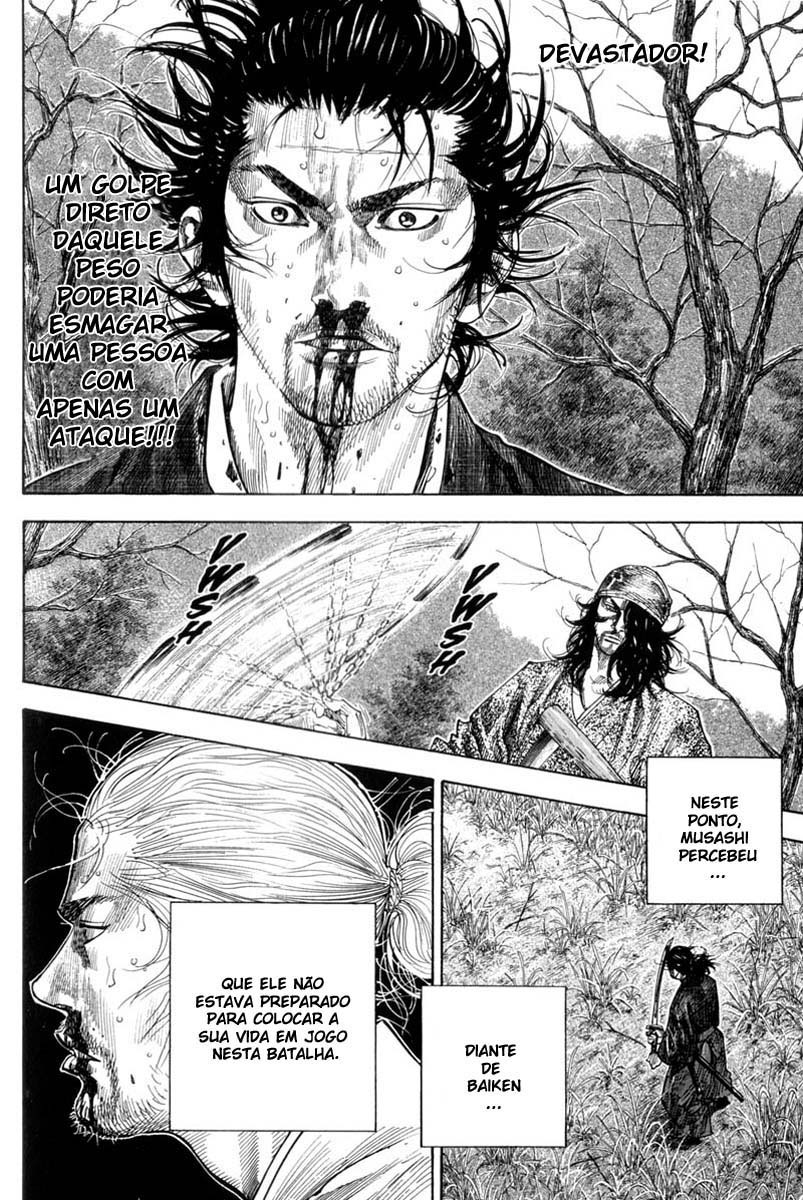 DEVASTADOR!
UM GOLPE
DIRETO
DAQUELE
PESO
PODERIA
ESMAGAR
UMA PESSOA
COM
APENAS UM
ATAQUE!!!
VWSH
VWSH
NESTE
PONTO,
MUSASHI
PERCEBEU
...
DIANTE
DE
BAIKEN
...
QUE ELE NÃO
ESTAVA PREPARADO
PARA COLOCAR A
SUA VIDA EM JOGO
NESTA BATALHA.